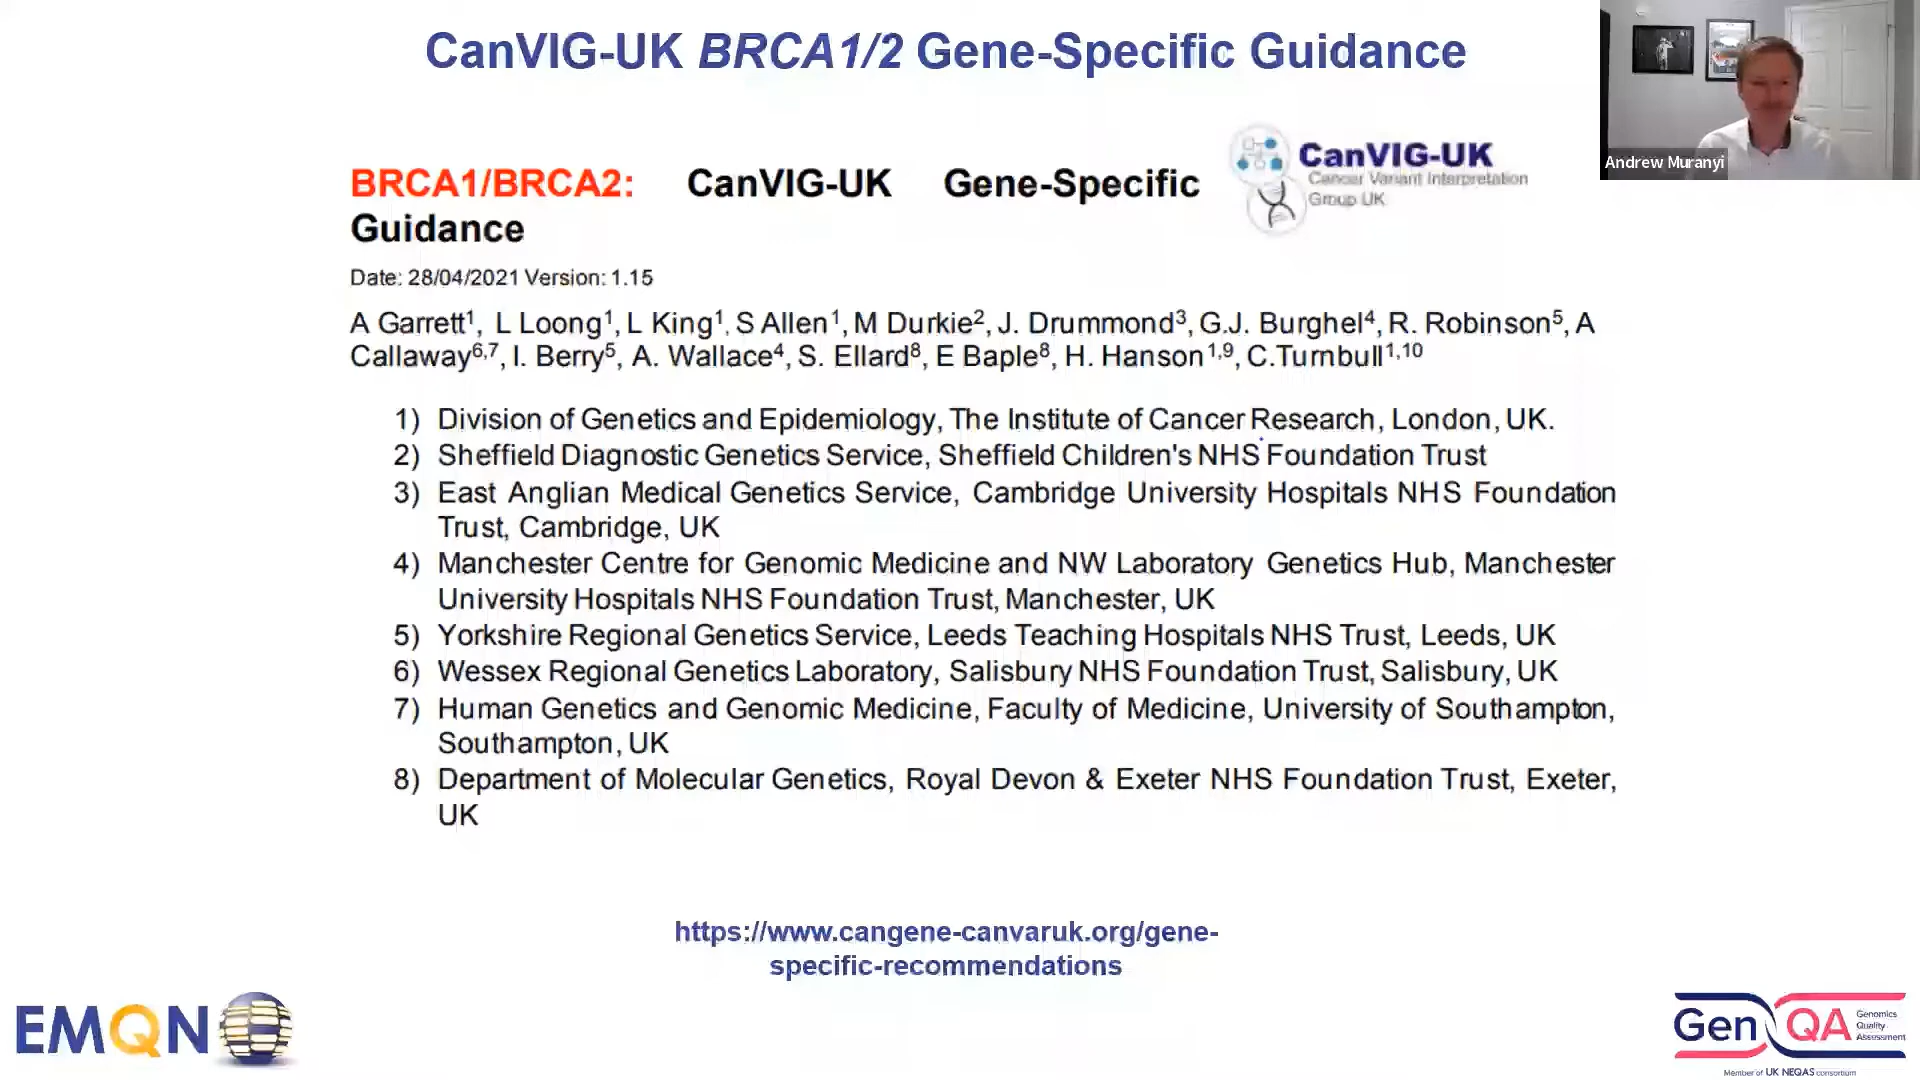 CanVIG-UK BRCA1/2 Gene-Specific Guidance
Andrew Muranyi
BRCA1/BRCA2: CanVIG-UK Gene-Specific
Guidance
CanVIG-UK
Cancer Variant Interpretation
Group UK
Date: 28/04/2021 Version: 1.15
A Garrett¹, L Loong¹, L King¹, S Allen¹, M Durkie², J. Drummond³, G.J. Burghel⁴, R. Robinson⁵, A
Callaway⁶,⁷, I. Berry⁵, A. Wallace⁴, S. Ellard⁸, E Baple⁸, H. Hanson¹,⁹, C.Turnbull¹,¹⁰
1) Division of Genetics and Epidemiology, The Institute of Cancer Research, London, UK.
2) Sheffield Diagnostic Genetics Service, Sheffield Children's NHS Foundation Trust
3) East Anglian Medical Genetics Service, Cambridge University Hospitals NHS Foundation
Trust, Cambridge, UK
4) Manchester Centre for Genomic Medicine and NW Laboratory Genetics Hub, Manchester
University Hospitals NHS Foundation Trust, Manchester, UK
5) Yorkshire Regional Genetics Service, Leeds Teaching Hospitals NHS Trust, Leeds, UK
6) Wessex Regional Genetics Laboratory, Salisbury NHS Foundation Trust, Salisbury, UK
7) Human Genetics and Genomic Medicine, Faculty of Medicine, University of Southampton,
Southampton, UK
8) Department of Molecular Genetics, Royal Devon & Exeter NHS Foundation Trust, Exeter,
UK
https://www.cangene-canvaruk.org/gene-
specific-recommendations
EMQN
GenQA
Genomics
Quality
Assessment
Member of UK NEQAS consortium